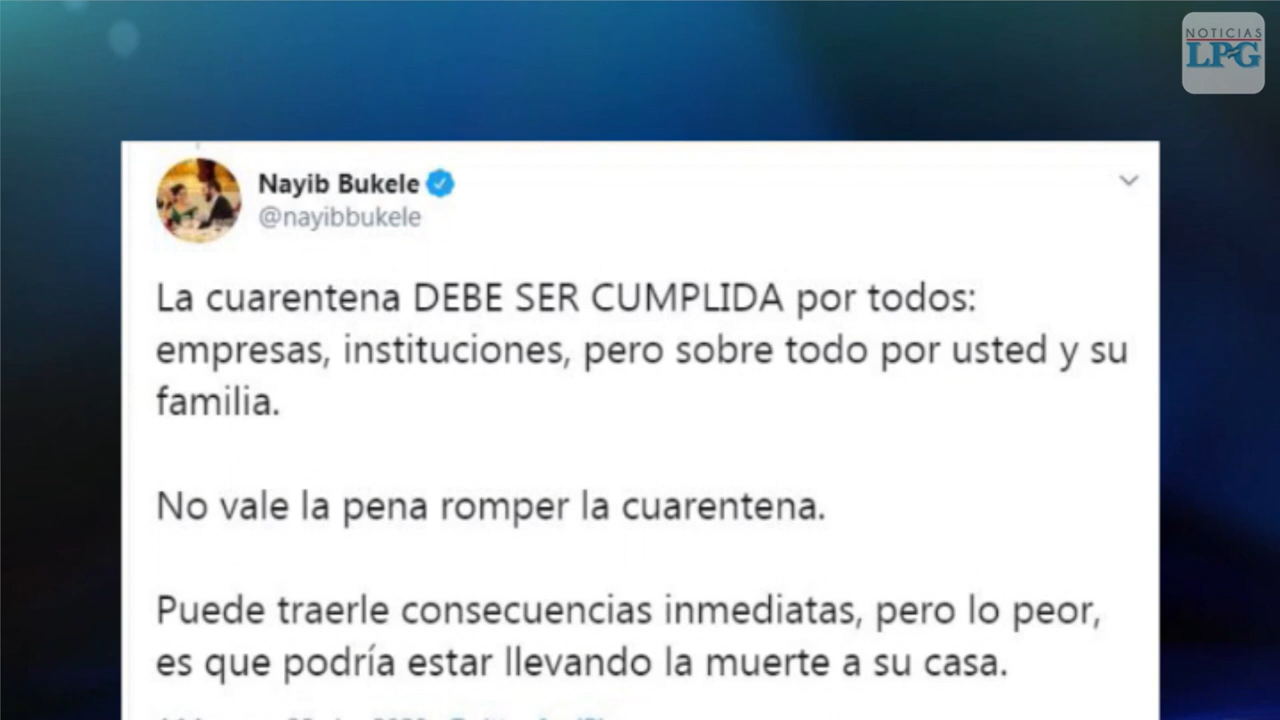 NOTICIAS
LPG
Nayib Bukele
@nayibbukele
La cuarentena DEBE SER CUMPLIDA por todos:
empresas, instituciones, pero sobre todo por usted y su
familia.
No vale la pena romper la cuarentena.
Puede traerle consecuencias inmediatas, pero lo peor,
es que podría estar llevando la muerte a su casa.